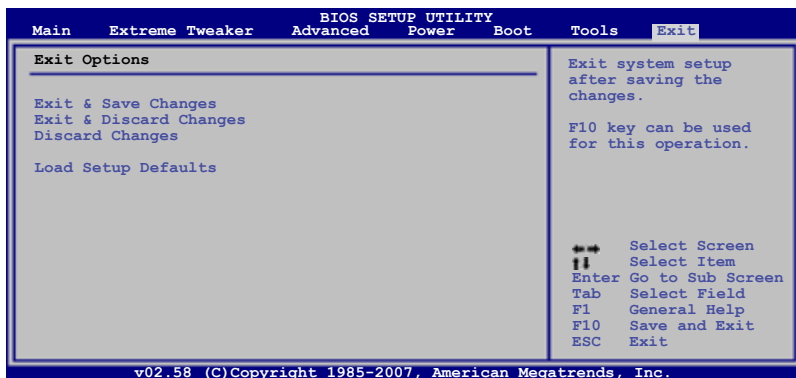 BIOS SETUP UTILITY
Main Extreme Tweaker Advanced Power Boot Tools Exit
Exit Options
Exit & Save Changes
Exit & Discard Changes
Discard Changes
Load Setup Defaults
Exit system setup
after saving the
changes.
F10 key can be used
for this operation.
Select Screen
Select Item
Enter Go to Sub Screen
Tab Select Field
F1 General Help
F10 Save and Exit
ESC Exit
v02.58 (C)Copyright 1985-2007, American Megatrends, Inc.